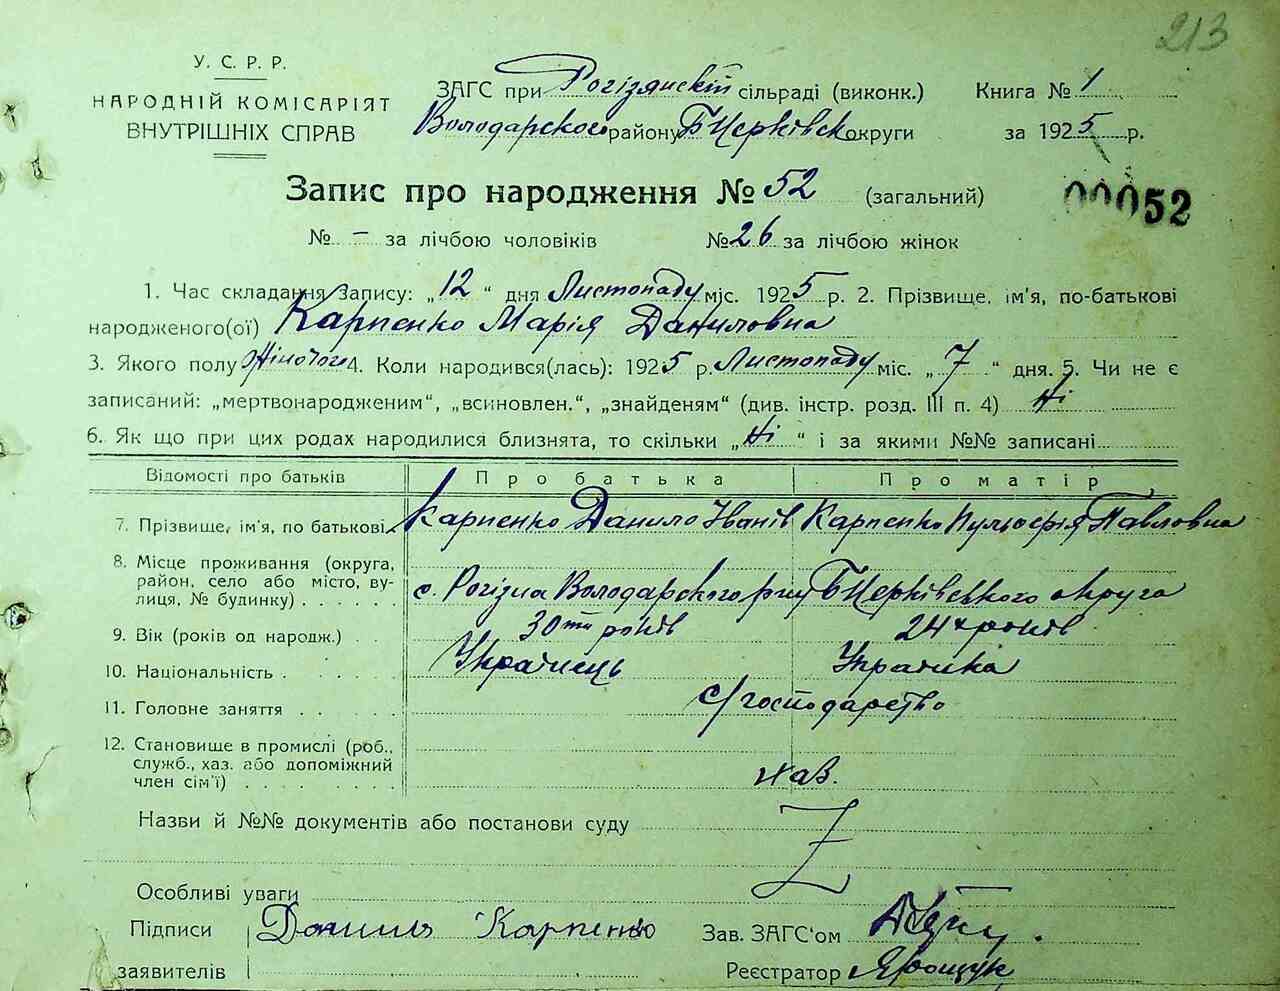 213
У. С. Р. Р.
НАРОДНІЙ КОМІСАРІЯТ
ВНУТРІШНІХ СПРАВ
ЗАГС при Рогізянскій сільраді (виконк.) Книга № 1
Володарского району Б Церківск округи за 1925 р.
Запис про народження № 52 (загальний) 00052
№ – за лічбою чоловіків № 26 за лічбою жінок
1. Час складання Запису: „12“ дня Листопаду міс. 1925 р. 2. Прізвище, ім'я, по-батькові
народженого(ої) Карпенко Марія Даниловна
3. Якого полу Жіночого 4. Коли народився(лась): 1925 р. Листопаду міс. „7“ дня. 5. Чи не є
записаний: „мертвонародженим“, „всиновлен.“, „знайденям“ (див. інстр. розд. III п. 4) Ні
6. Як що при цих родах народилися близнята, то скільки „Ні“ і за якими №№ записані
Відомості про батьків Про батька Про матір
7. Прізвище, ім'я, по батькові Карпенко Данило Іванів Карпенко Пульхерія Павловна
8. Місце проживання (округа,
район, село або місто, ву-
лиця, № будинку) с. Рогізна Володарского р-ну Б Церківського округа
9. Вік (років од народж.) 30ти років 24х років
10. Національність Українець Українка
11. Головне заняття с/господарство
12. Становище в промислі (роб.,
служб., хаз. або допоміжний
член сім'ї) хаз.
Назви й №№ документів або постанови суду
Особливі уваги
Підписи Данило Карпенко Зав. ЗАГС'ом
заявителів Реєстратор Ярощук